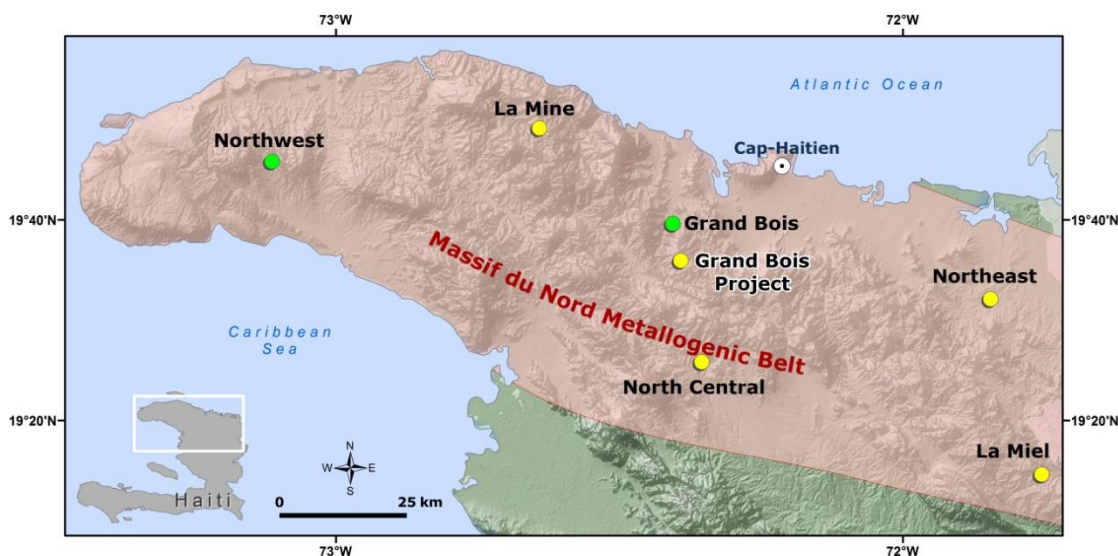 73°W
72°W
Atlantic Ocean
La Mine
Northwest
Cap-Haitien
19°40'N
19°40'N
Grand Bois
Massif du Nord Metallogenic Belt
Grand Bois
Project
Northeast
Caribbean
Sea
North Central
19°20'N
19°20'N
La Miel
N
W
E
S
Haiti
0
25 km
73°W
72°W